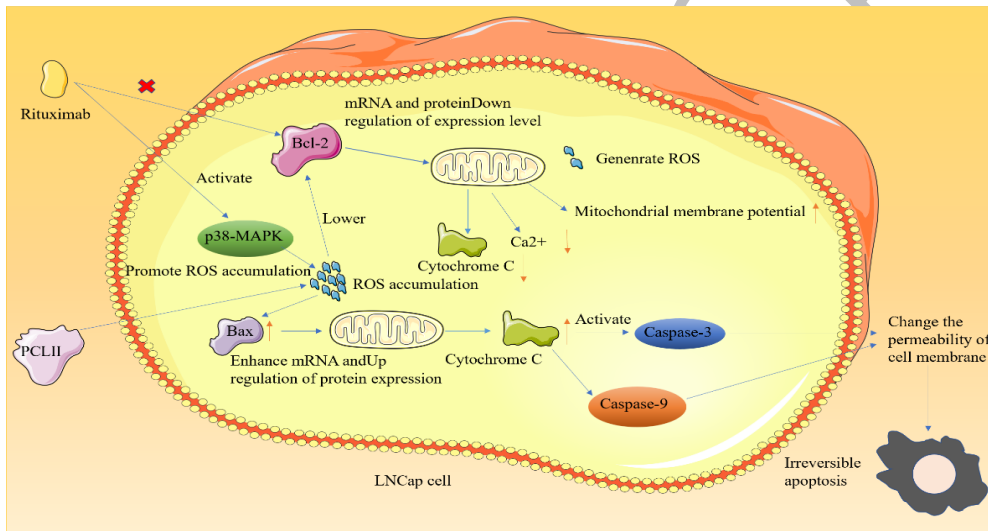 Rituximab
mRNA and proteinDown
regulation of expression level
Bcl-2
Genenrate ROS
Activate
Lower
Mitochondrial membrane potential
p38-MAPK
Ca2+
Cytochrome C
Promote ROS accumulation
ROS accumulation
PCLII
Bax
Enhance mRNA andUp
regulation of protein expression
Cytochrome C
Activate
Caspase-3
Caspase-9
Change the
permeability of
cell membrane
LNCap cell
Irreversible
apoptosis